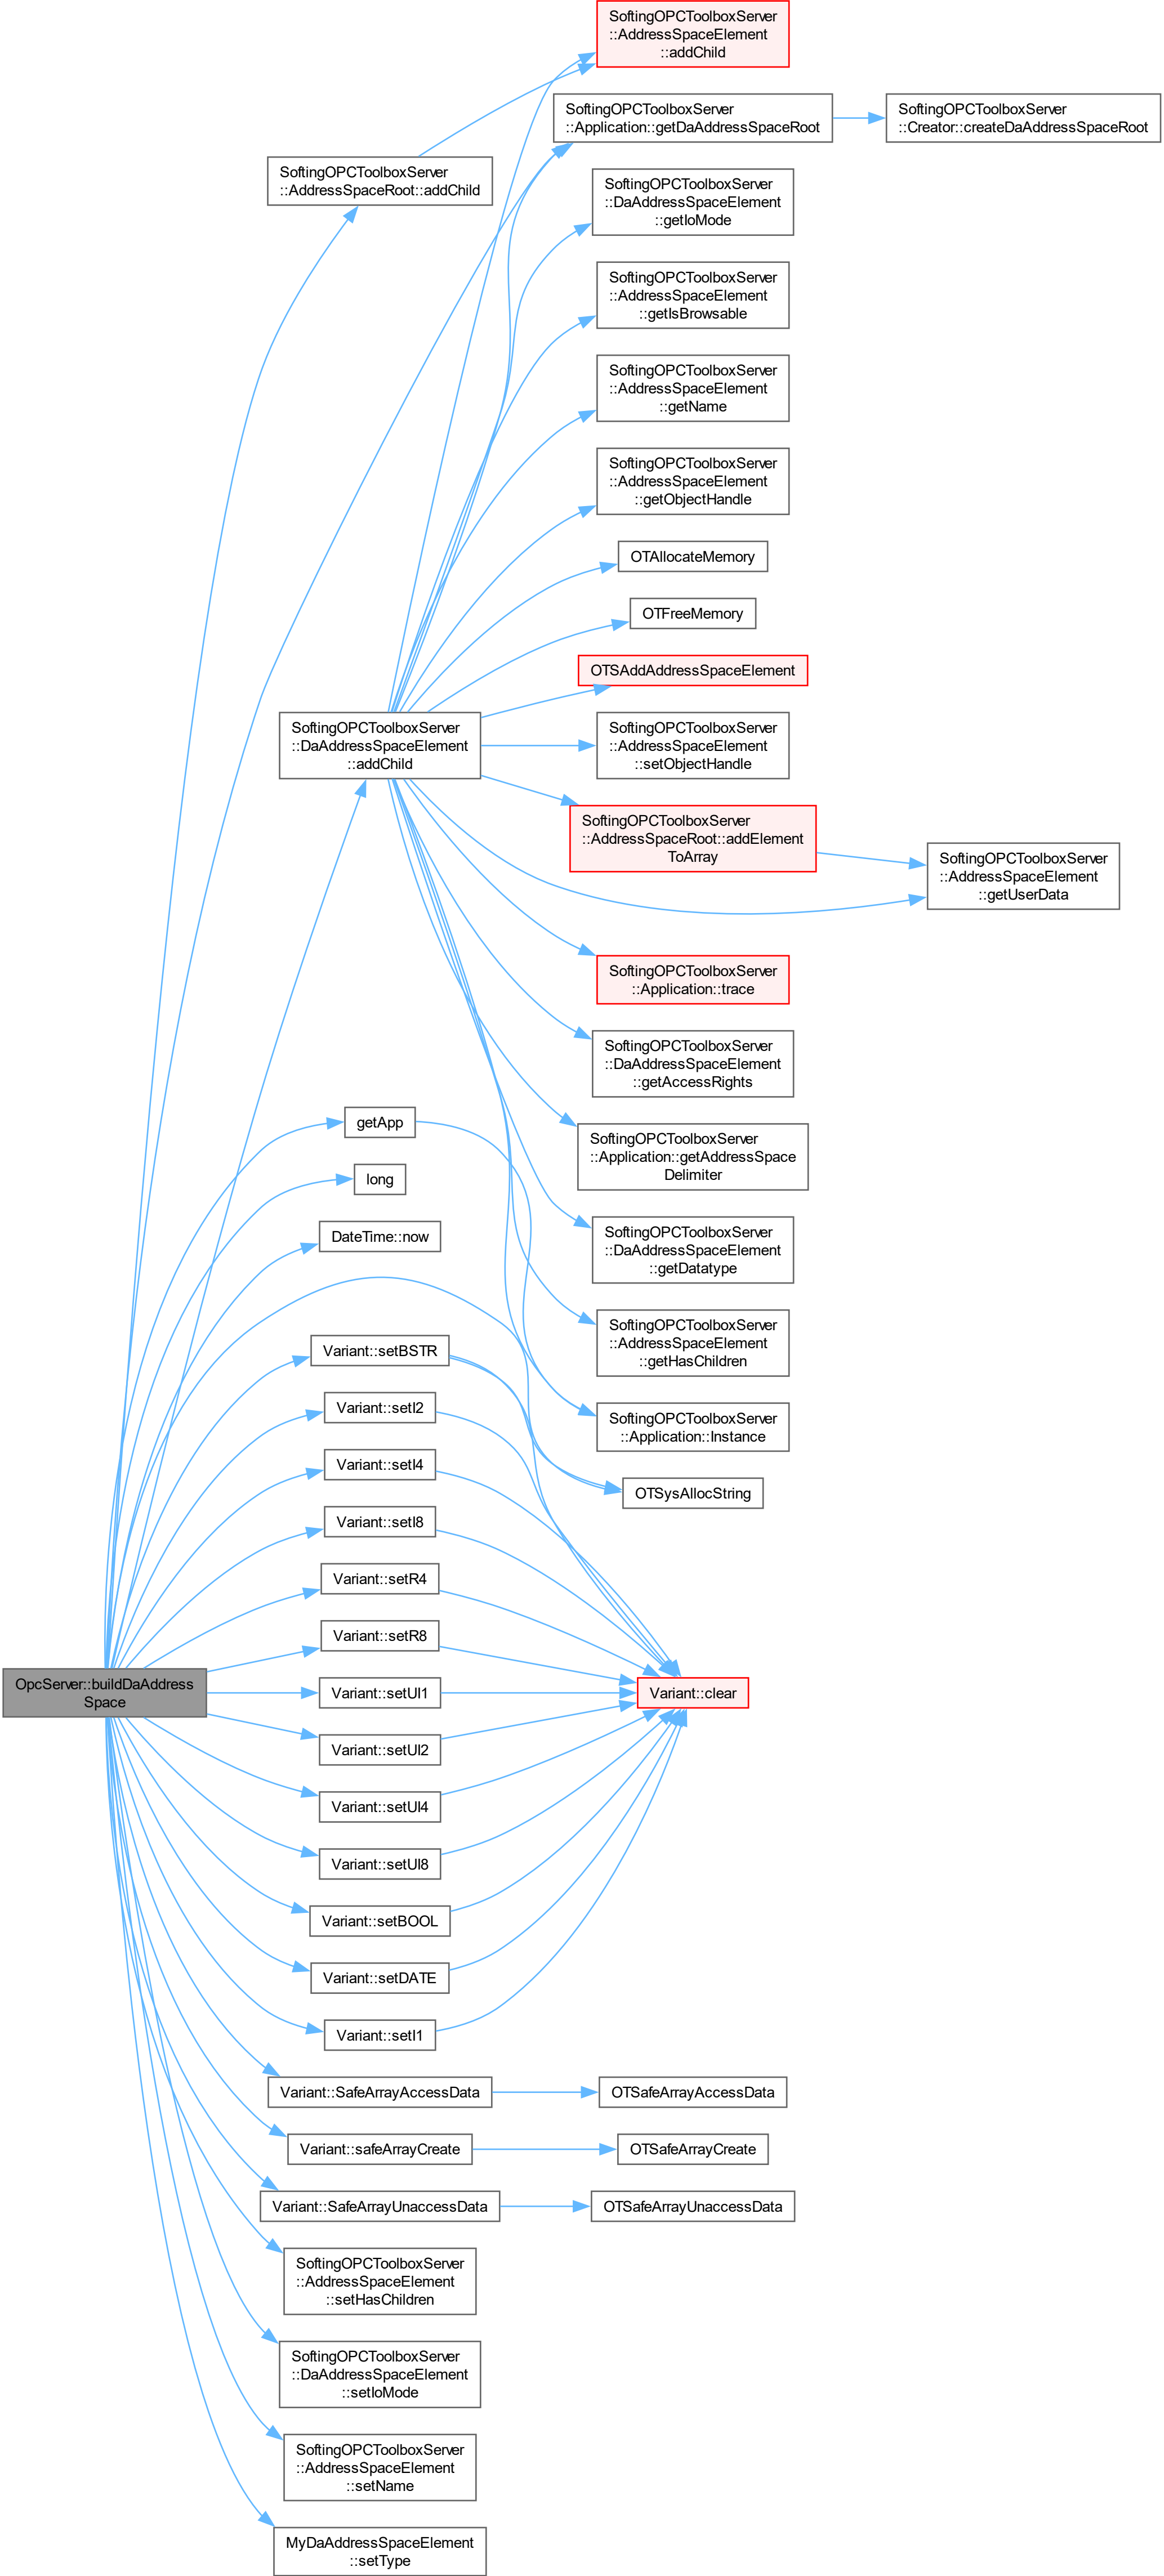 SoftingOPCToolboxServer
::AddressSpaceElement
::addChild
SoftingOPCToolboxServer
::Application::getDaAddressSpaceRoot
SoftingOPCToolboxServer
::Creator::createDaAddressSpaceRoot
SoftingOPCToolboxServer
::AddressSpaceRoot::addChild
SoftingOPCToolboxServer
::DaAddressSpaceElement
::getIoMode
SoftingOPCToolboxServer
::AddressSpaceElement
::getIsBrowsable
SoftingOPCToolboxServer
::AddressSpaceElement
::getName
SoftingOPCToolboxServer
::AddressSpaceElement
::getObjectHandle
OTAllocateMemory
OTFreeMemory
OTSAddAddressSpaceElement
SoftingOPCToolboxServer
::DaAddressSpaceElement
::addChild
SoftingOPCToolboxServer
::AddressSpaceElement
::setObjectHandle
SoftingOPCToolboxServer
::AddressSpaceRoot::addElement
ToArray
SoftingOPCToolboxServer
::AddressSpaceElement
::getUserData
SoftingOPCToolboxServer
::Application::trace
SoftingOPCToolboxServer
::DaAddressSpaceElement
::getAccessRights
getApp
SoftingOPCToolboxServer
::Application::getAddressSpace
Delimiter
long
DateTime::now
SoftingOPCToolboxServer
::DaAddressSpaceElement
::getDatatype
Variant::setBSTR
SoftingOPCToolboxServer
::AddressSpaceElement
::getHasChildren
Variant::setI2
SoftingOPCToolboxServer
::Application::Instance
Variant::setI4
OTSysAllocString
Variant::setI8
Variant::setR4
Variant::setR8
OpcServer::buildDaAddress
Space
Variant::setUI1
Variant::clear
Variant::setUI2
Variant::setUI4
Variant::setUI8
Variant::setBOOL
Variant::setDATE
Variant::setI1
Variant::SafeArrayAccessData
OTSafeArrayAccessData
Variant::safeArrayCreate
OTSafeArrayCreate
Variant::SafeArrayUnaccessData
OTSafeArrayUnaccessData
SoftingOPCToolboxServer
::AddressSpaceElement
::setHasChildren
SoftingOPCToolboxServer
::DaAddressSpaceElement
::setIoMode
SoftingOPCToolboxServer
::AddressSpaceElement
::setName
MyDaAddressSpaceElement
::setType